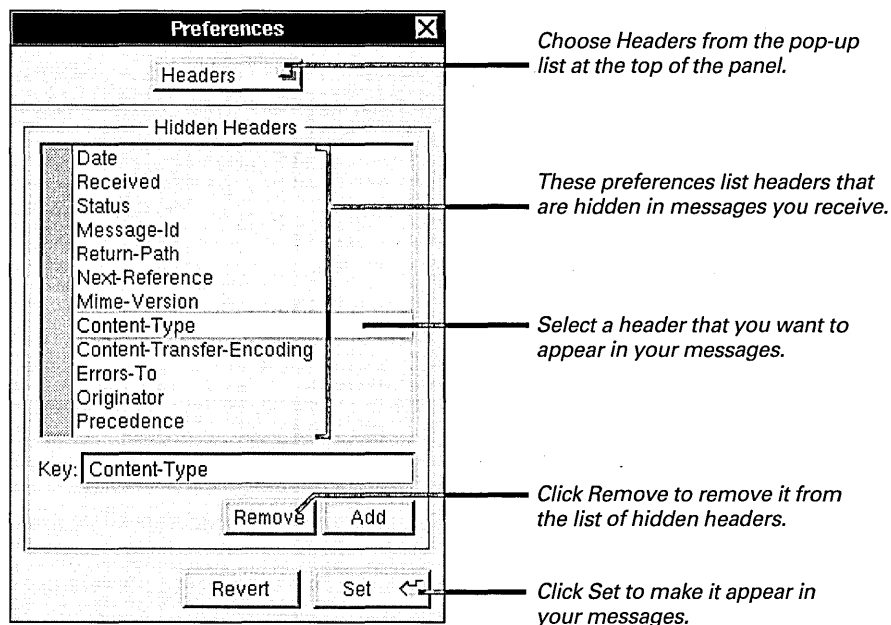 Preferences
Headers
Choose Headers from the pop-up
list at the top of the panel.
Hidden Headers
Date
Received
Status
Message-Id
Return-Path
Next-Reference
Mime-Version
Content-Type
Content-Transfer-Encoding
Errors-To
Originator
Precedence
These preferences list headers that
are hidden in messages you receive.
Select a header that you want to
appear in your messages.
Key: Content-Type
Remove Add
Click Remove to remove it from
the list of hidden headers.
Revert Set
Click Set to make it appear in
your messages.